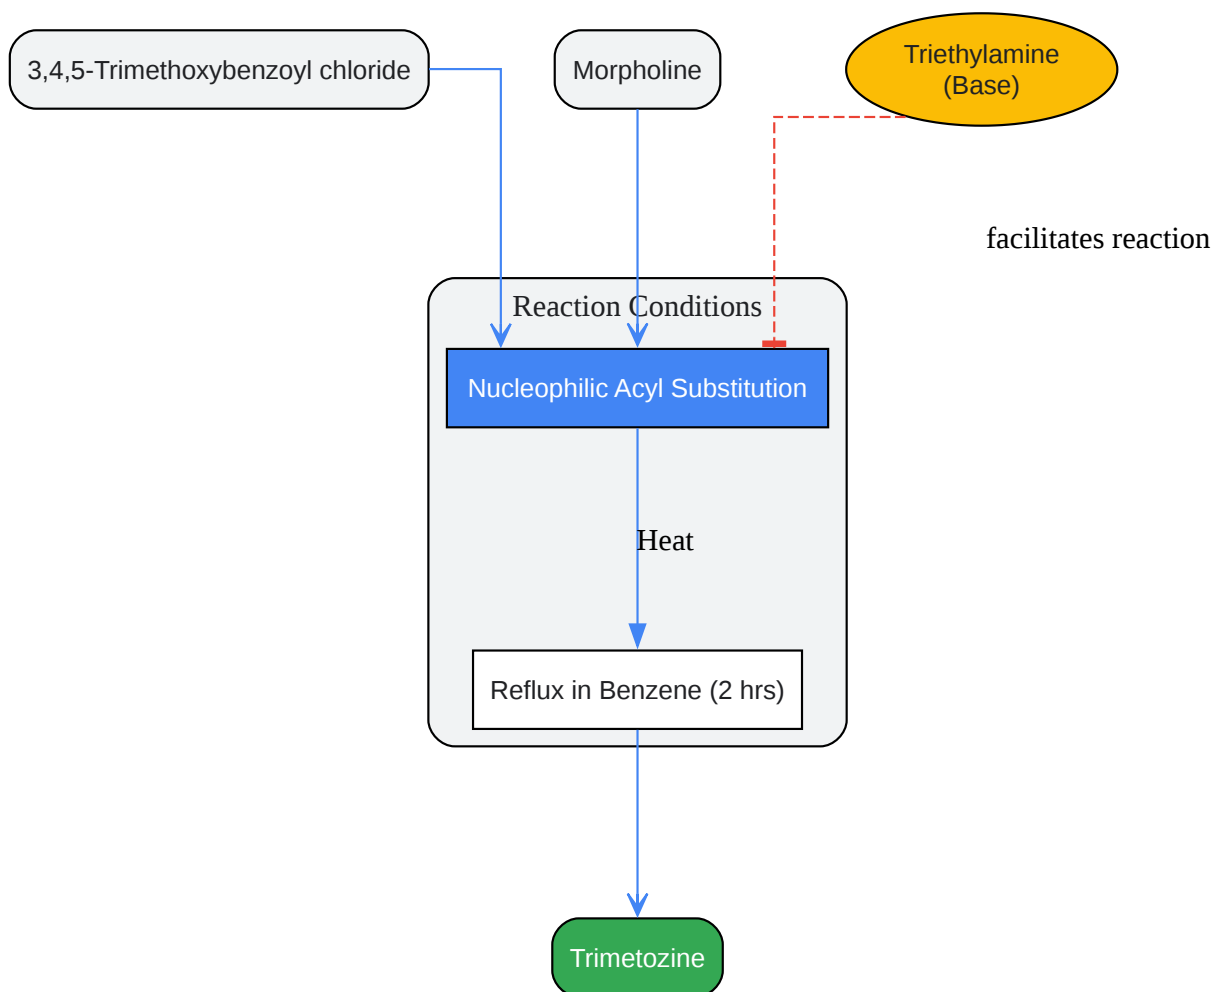 3,4,5-Trimethoxybenzoyl chloride
Morpholine
Triethylamine
(Base)
facilitates reaction
Reaction Conditions
Nucleophilic Acyl Substitution
Heat
Reflux in Benzene (2 hrs)
Trimetozine